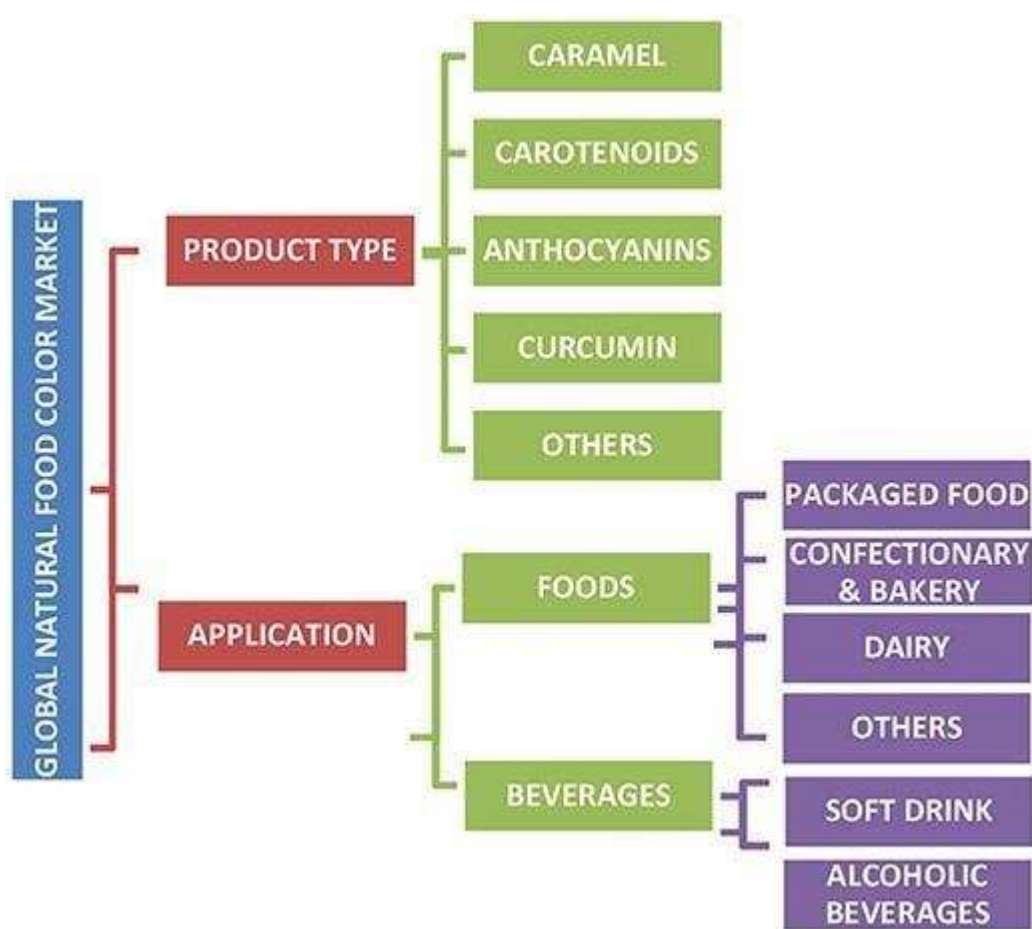 GLOBAL NATURAL FOOD COLOR MARKET
PRODUCT TYPE
CARAMEL
CAROTENOIDS
ANTHOCYANINS
CURCUMIN
OTHERS
APPLICATION
FOODS
PACKAGED FOOD
CONFECTIONARY
& BAKERY
DAIRY
OTHERS
BEVERAGES
SOFT DRINK
ALCOHOLIC
BEVERAGES